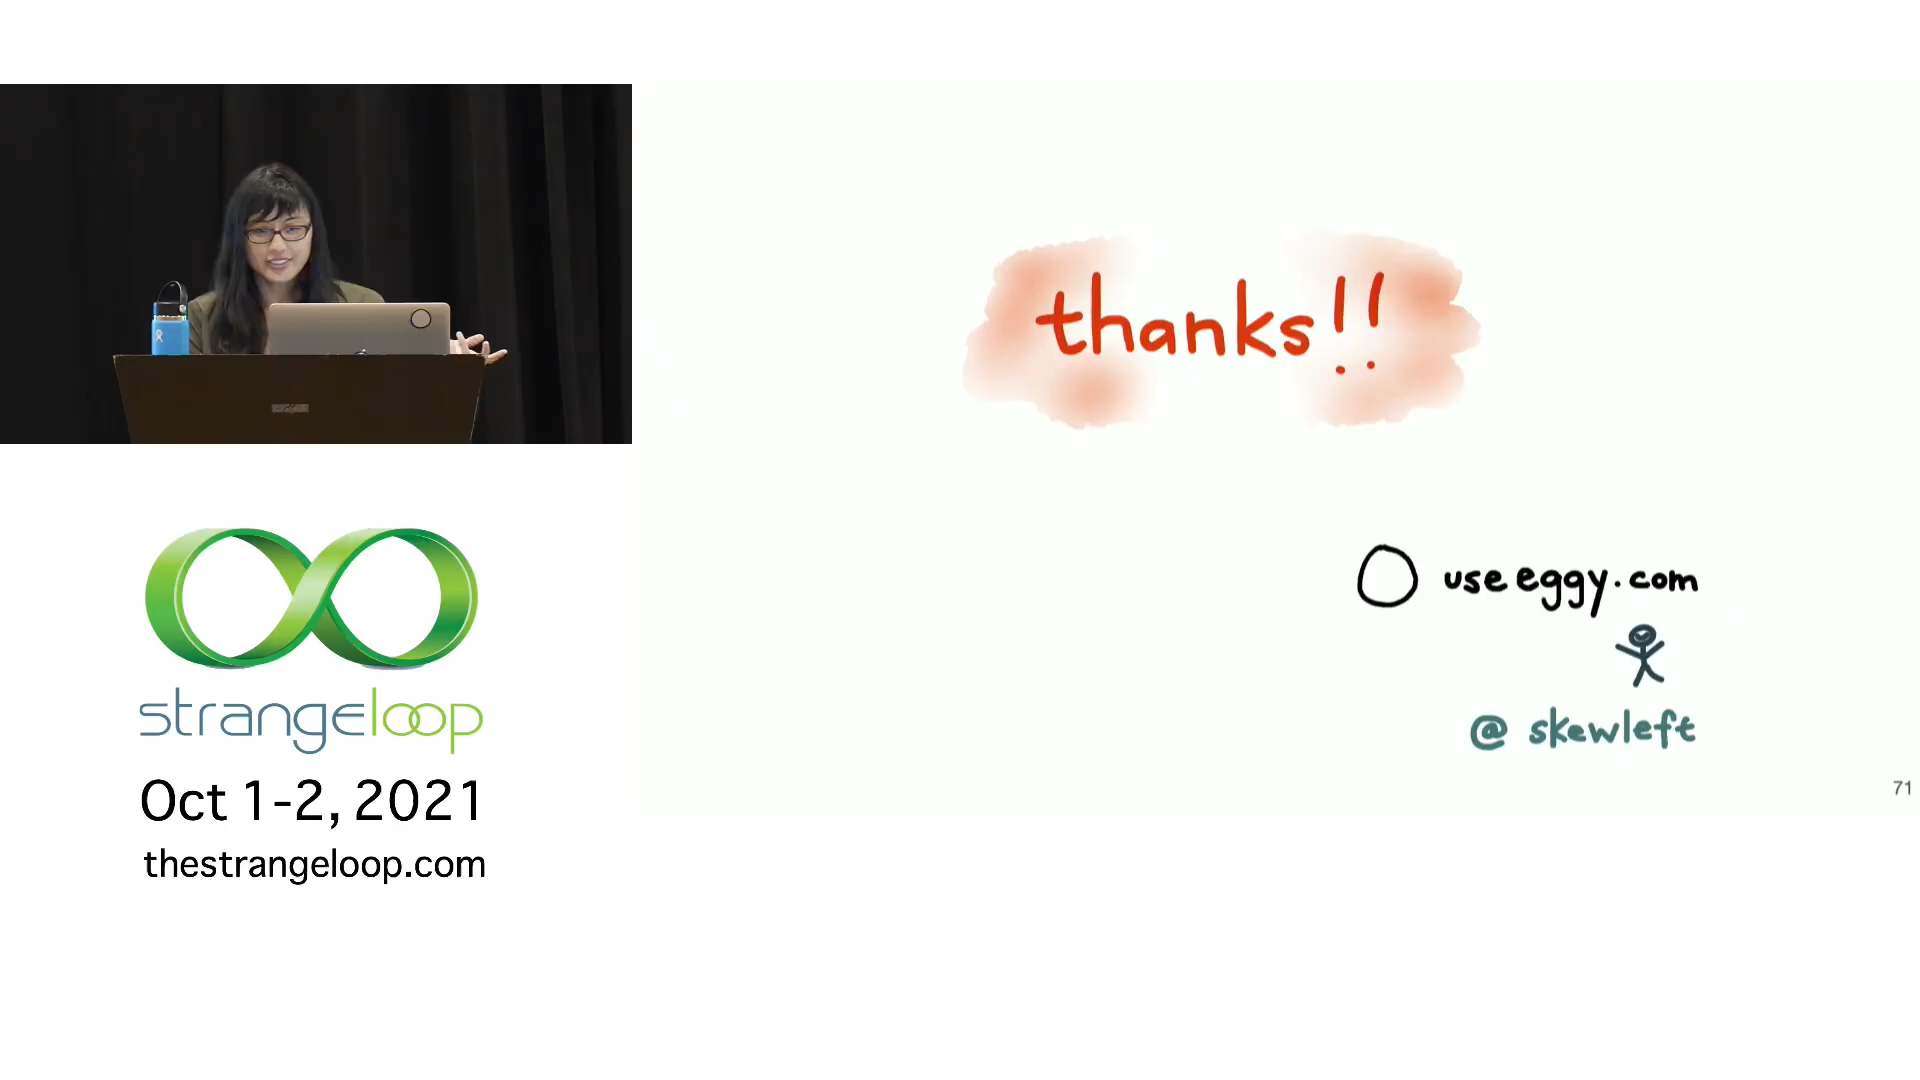 thanks!!
useeggy.com
@skewleft
71
strangeloop
Oct 1-2, 2021
thestrangeloop.com